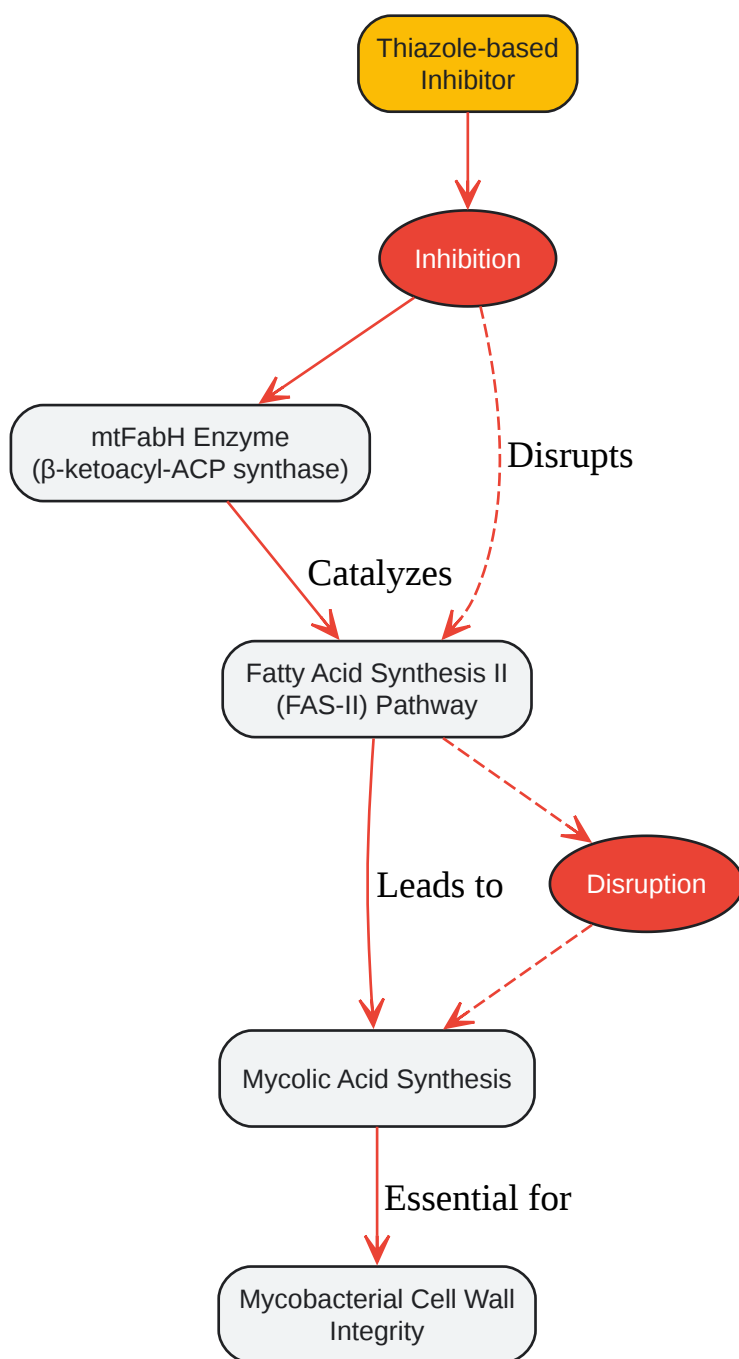 Thiazole-based
Inhibitor
Inhibition
mtFabH Enzyme
(β-ketoacyl-ACP synthase)
Disrupts
Catalyzes
Fatty Acid Synthesis II
(FAS-II) Pathway
Leads to
Disruption
Mycolic Acid Synthesis
Essential for
Mycobacterial Cell Wall
Integrity